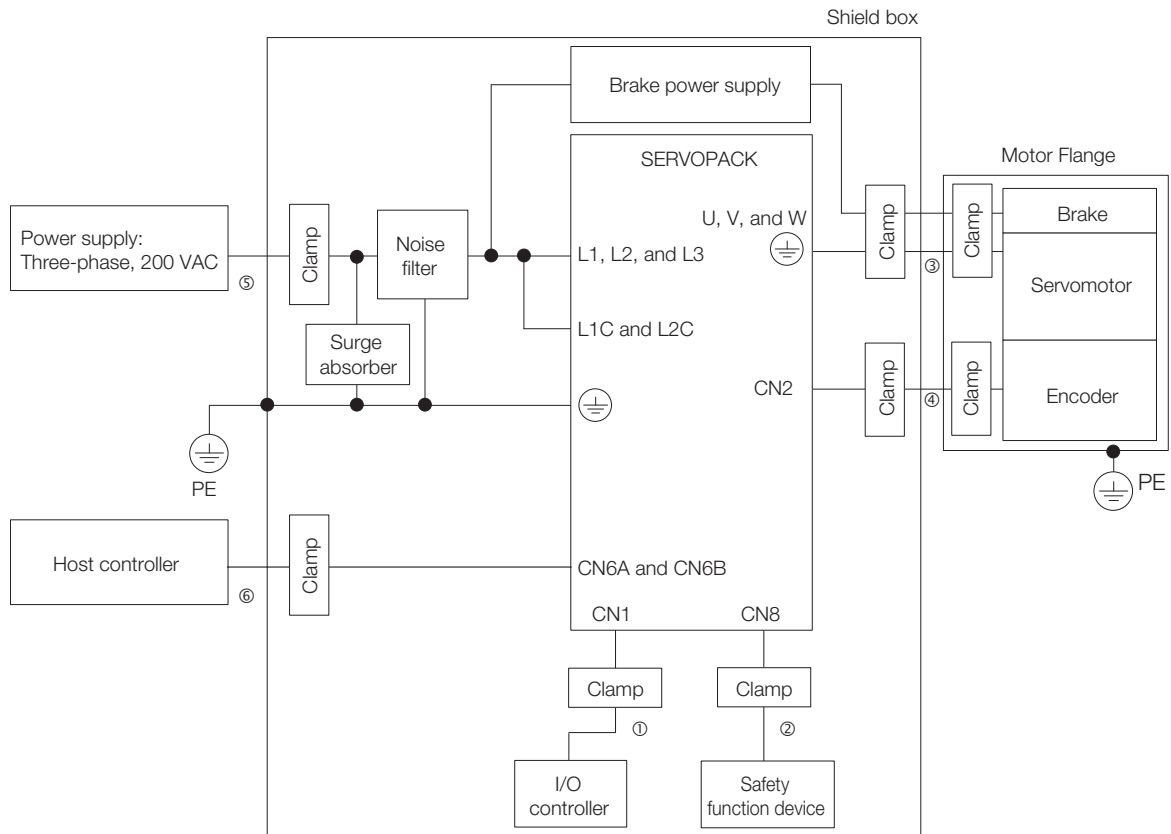 Shield box
Brake power supply
SERVOPACK
Motor Flange
Power supply:
Three-phase, 200 VAC
⑤
Clamp
Noise
filter
L1, L2, and L3
U, V, and W
Clamp
③
Clamp
Brake
Servomotor
L1C and L2C
Surge
absorber
CN2
Clamp
④
Clamp
Encoder
PE
PE
Host controller
⑥
Clamp
CN6A and CN6B
CN1
CN8
Clamp
Clamp
①
②
I/O
controller
Safety
function device